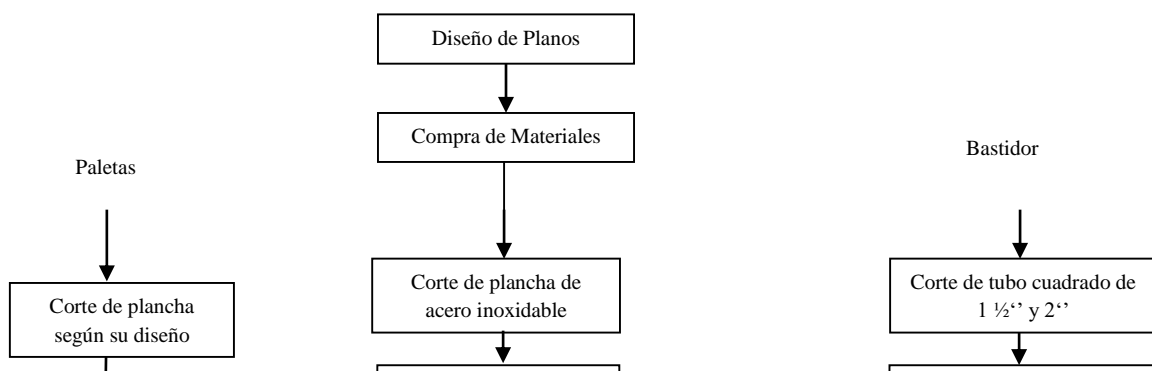 Diseño de Planos
Compra de Materiales
Paletas
Bastidor
Corte de plancha
según su diseño
Corte de plancha de
acero inoxidable
Corte de tubo cuadrado de
1 ½‘’ y 2‘’